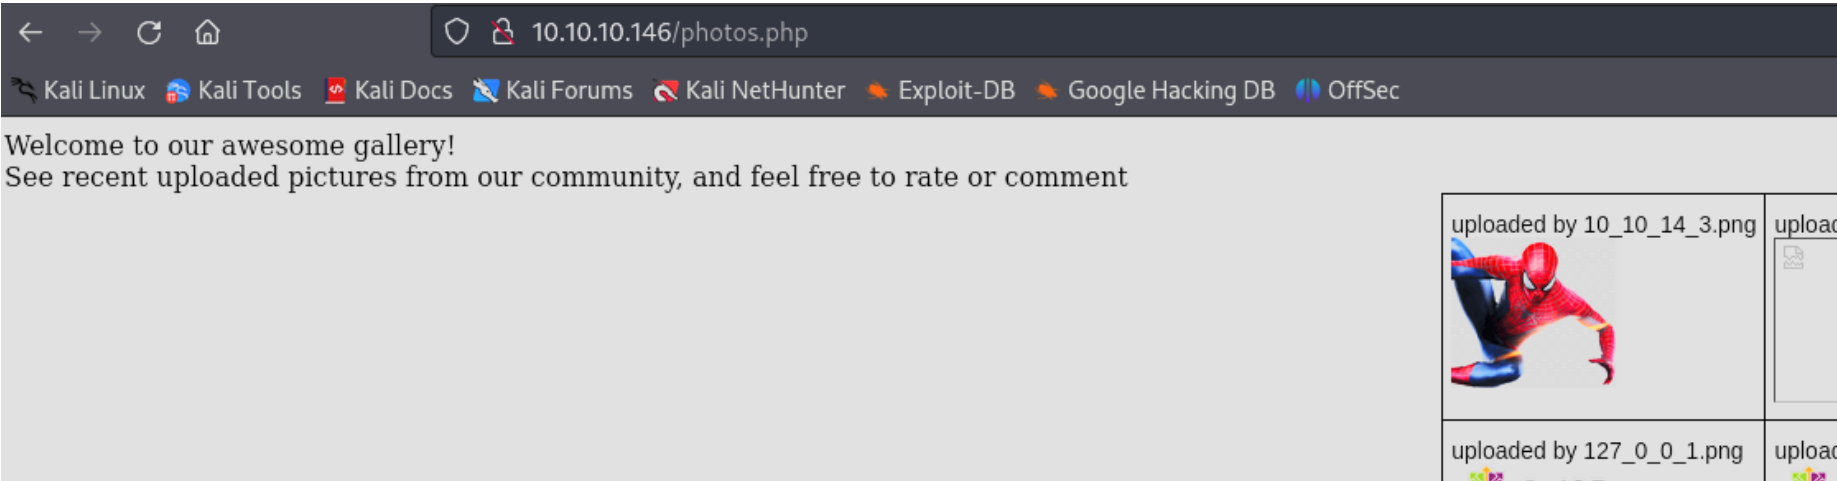 10.10.10.146/photos.php
Kali Linux Kali Tools Kali Docs Kali Forums Kali NetHunter Exploit-DB Google Hacking DB OffSec
Welcome to our awesome gallery!
See recent uploaded pictures from our community, and feel free to rate or comment
uploaded by 10_10_14_3.png
uploaded by 127_0_0_1.png